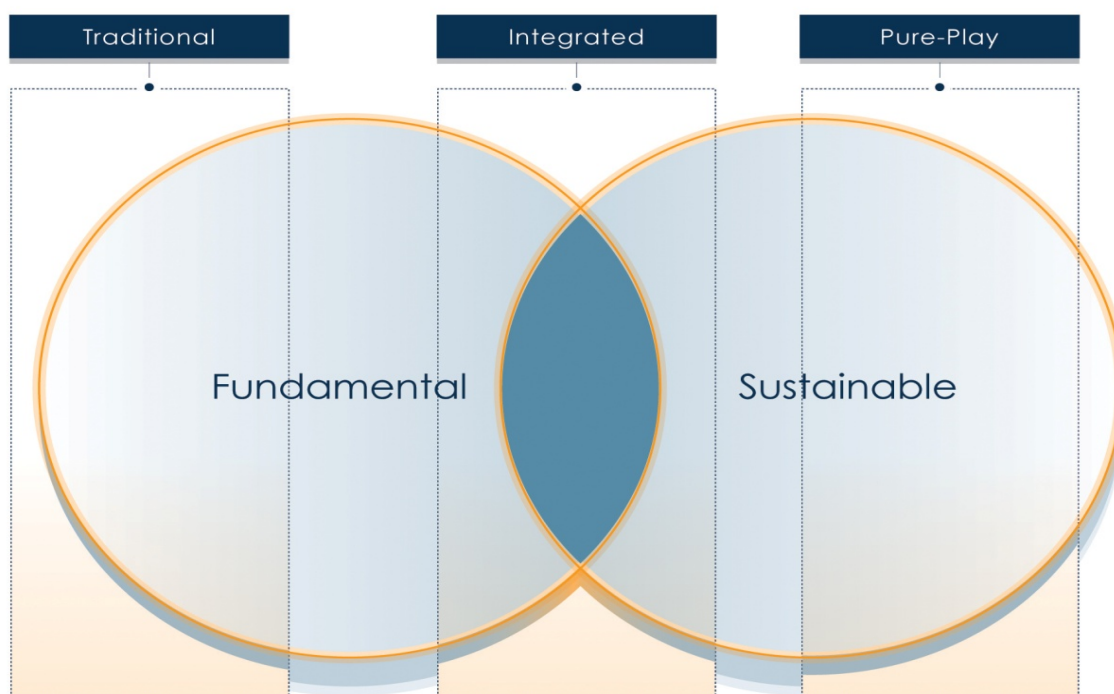 Traditional
Integrated
Pure-Play
Fundamental
Sustainable